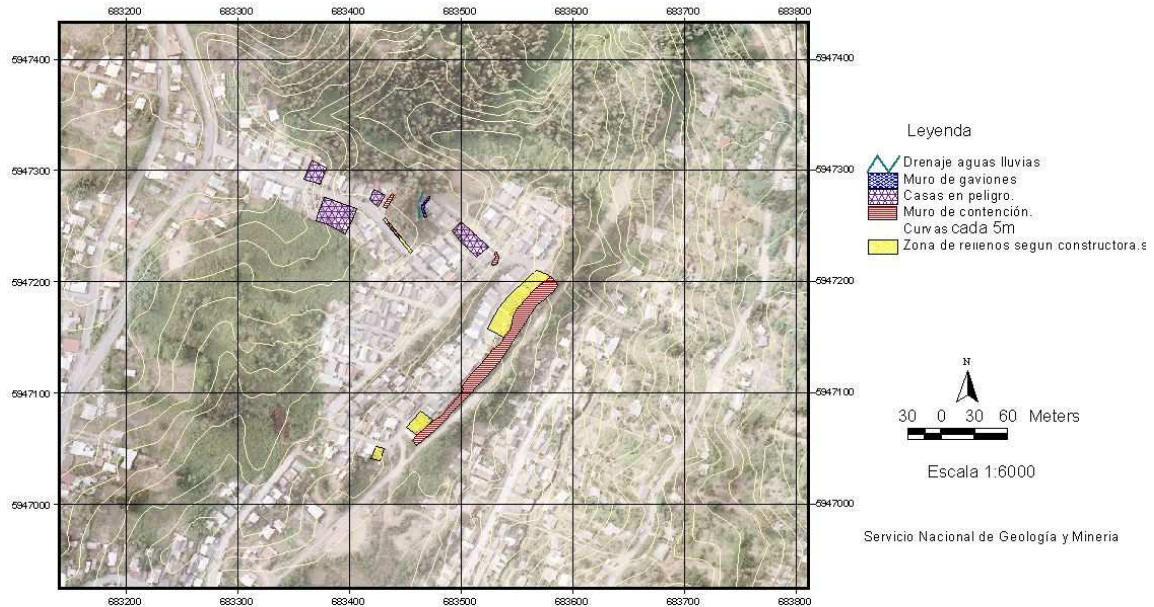 683200 683300 683400 683500 683600 683700 683800
5947400 5947400
5947300 5947300
5947200 5947200
5947100 5947100
5947000 5947000
683200 683300 683400 683500 683600 683700 683800
Leyenda
Drenaje aguas lluvias
Muro de gaviones
Casas en peligro.
Muro de contención.
Curvas cada 5m
Zona de rellenos segun constructora.s
N
30 0 30 60 Meters
Escala 1:6000
Servicio Nacional de Geología y Mineria